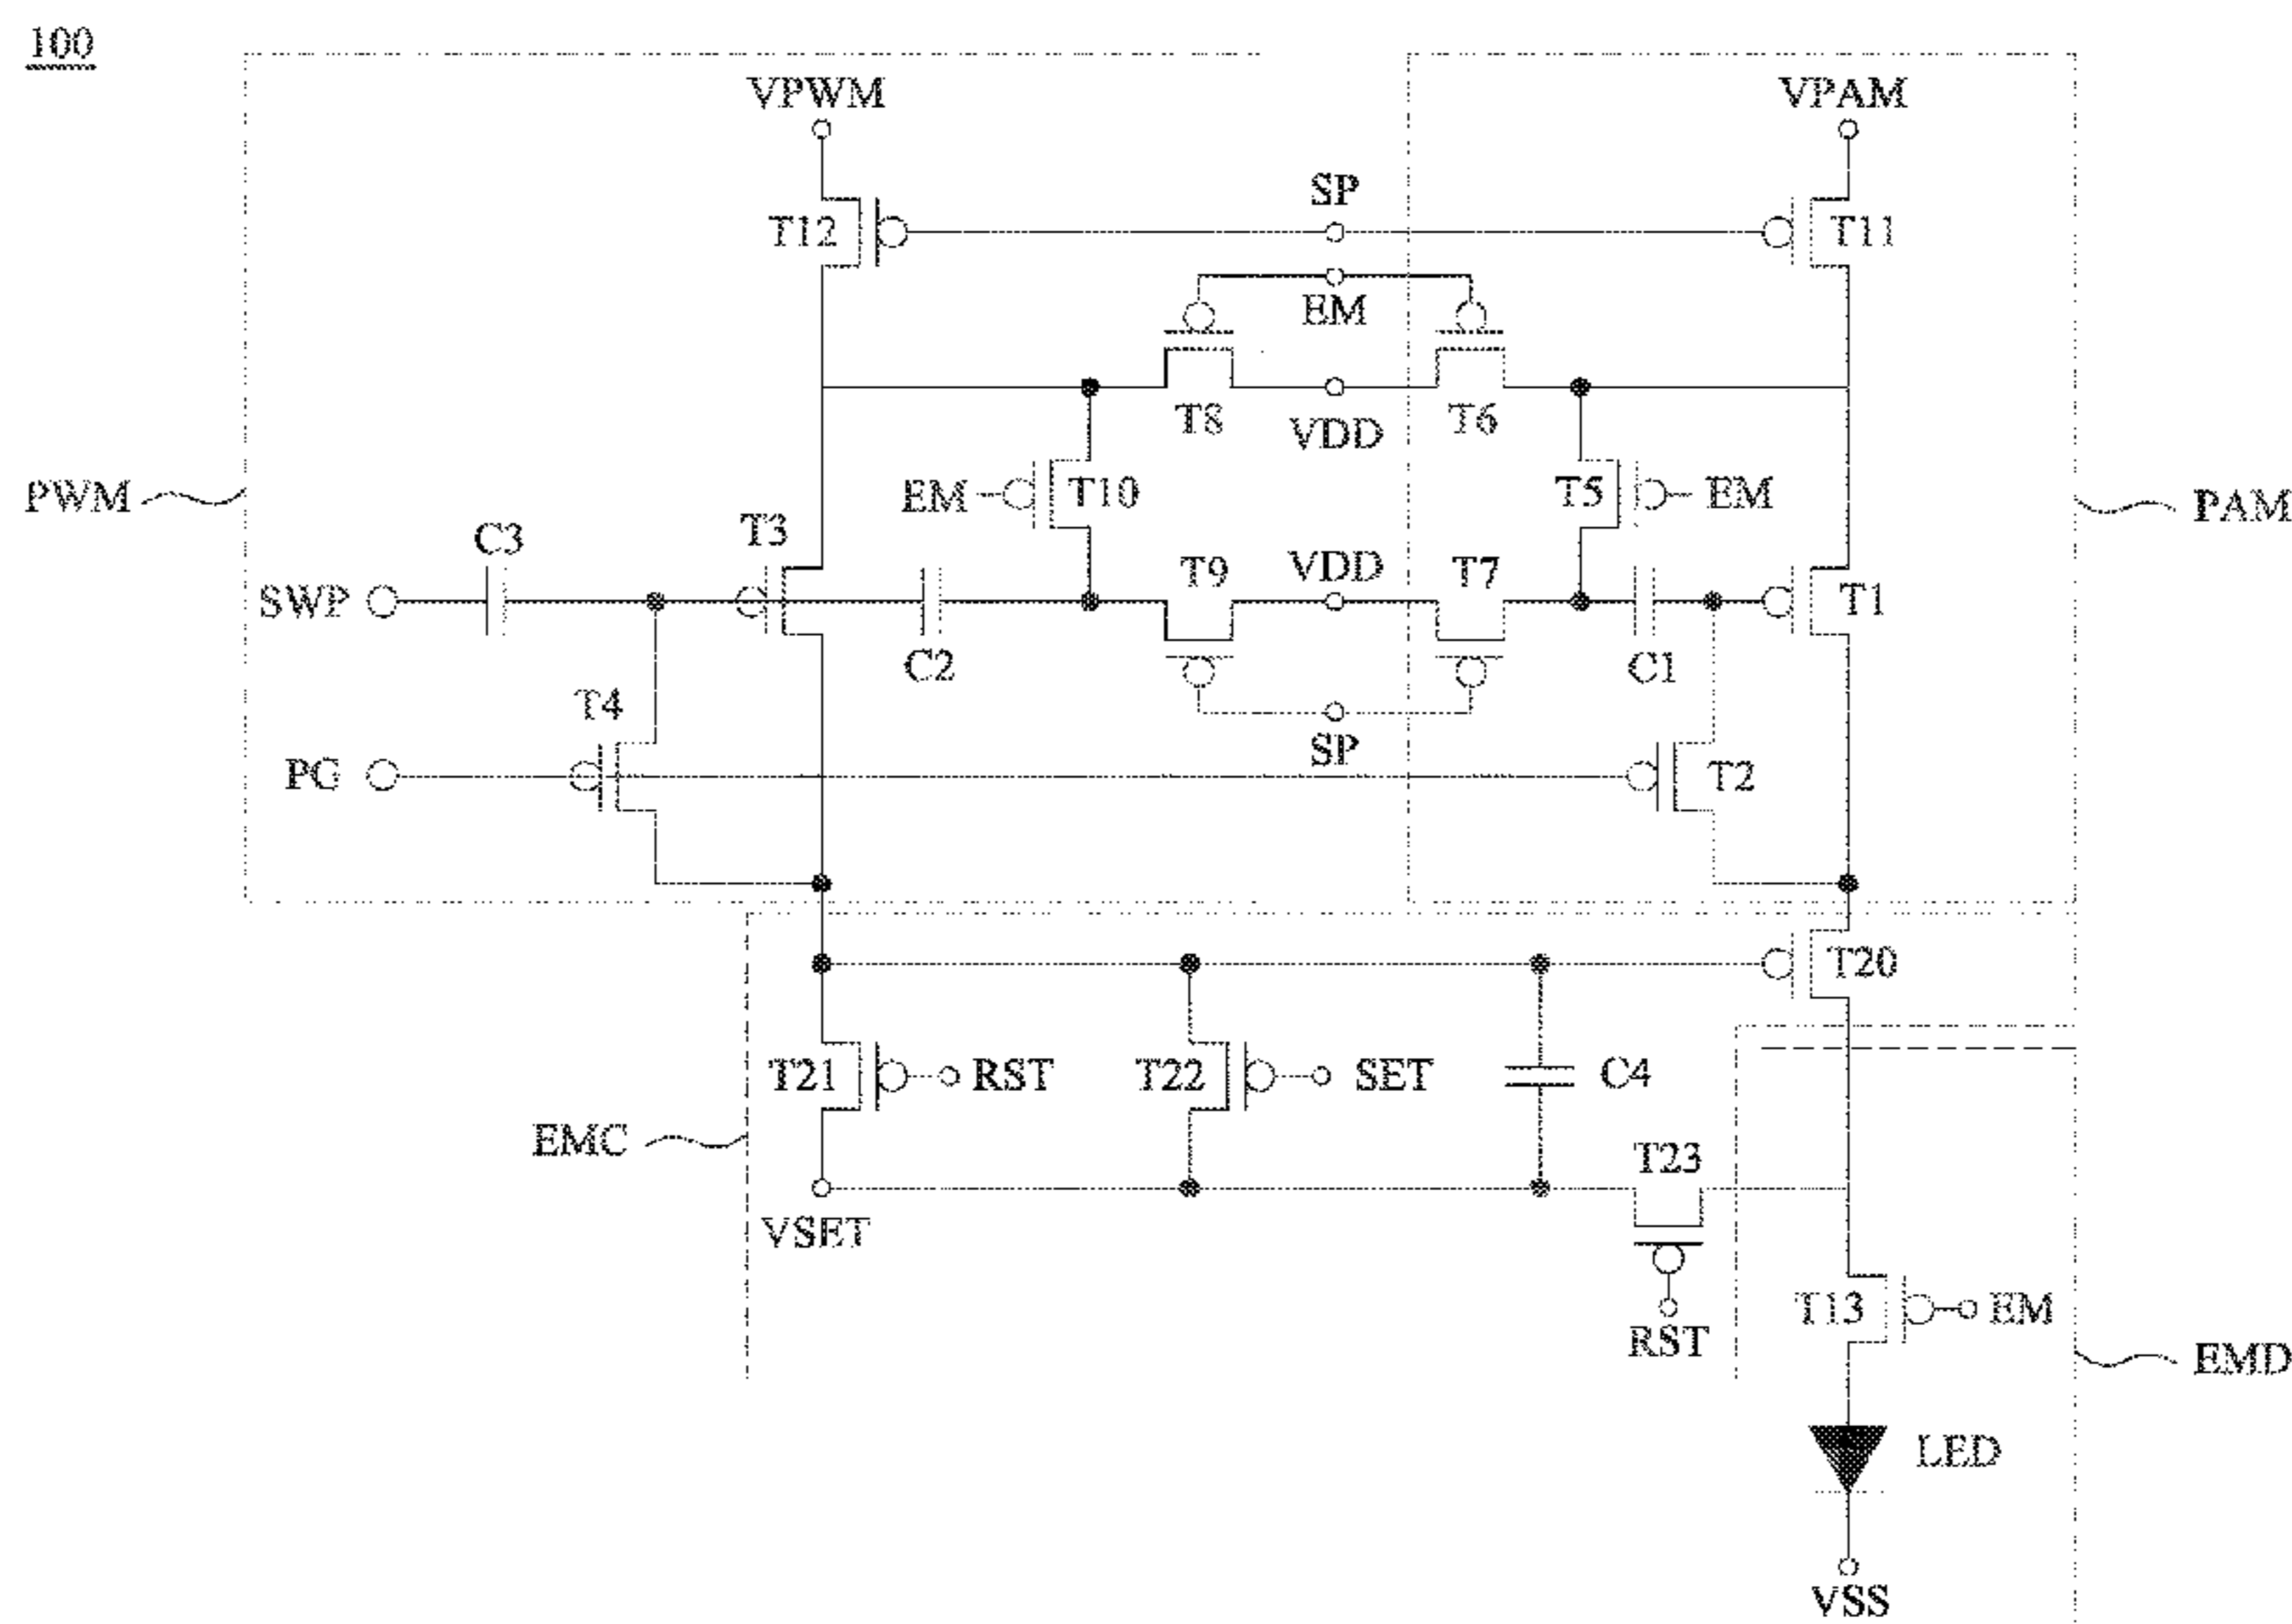 100
VPWM
VPAM
SP
T12
T11
EM
T8
T6
VDD
PWM
EM
T10
T5
EM
PAM
C3
T3
T9
VDD
T7
SWP
T1
C2
C1
T4
SP
PG
T2
T20
T21
RST
T22
SET
C4
EMC
T23
VSET
T13
EM
RST
EMD
LED
VSS